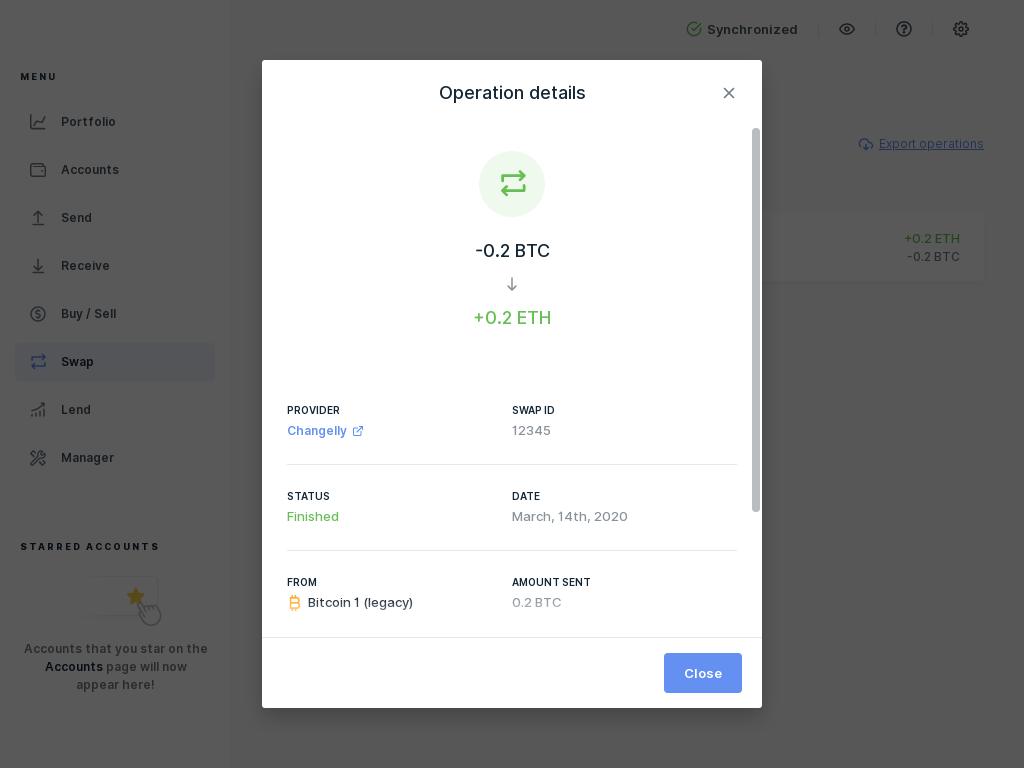 Synchronized
MENU
Portfolio
Accounts
Send
Receive
Buy / Sell
Swap
Lend
Manager
STARRED ACCOUNTS
Accounts that you star on the
Accounts page will now
appear here!
Export operations
+0.2 ETH
-0.2 BTC
Operation details
-0.2 BTC
+0.2 ETH
PROVIDER
Changelly
SWAP ID
12345
STATUS
Finished
DATE
March, 14th, 2020
FROM
Bitcoin 1 (legacy)
AMOUNT SENT
0.2 BTC
Close